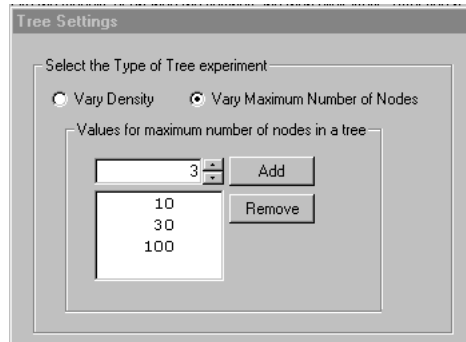 Tree Settings
Select the Type of Tree experiment
Vary Density Vary Maximum Number of Nodes
Values for maximum number of nodes in a tree
3 Add
10 Remove
30
100